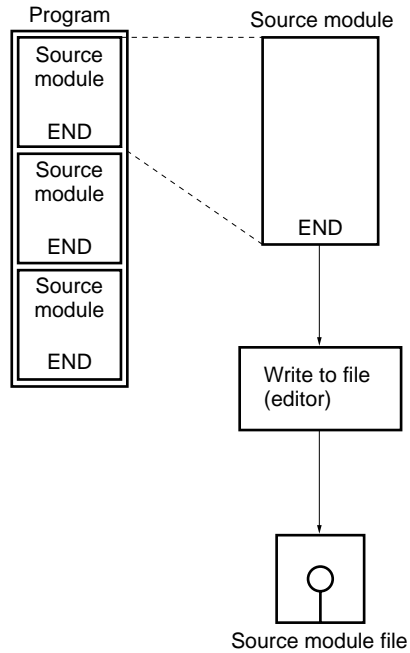 Program
Source
module
END
Source
module
END
Source
module
END
Source module
END
Write to file
(editor)
Source module file